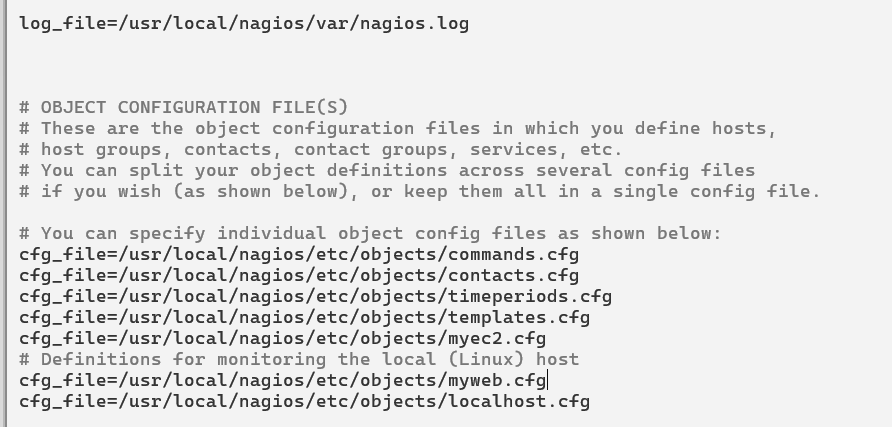 log_file=/usr/local/nagios/var/nagios.log
# OBJECT CONFIGURATION FILE(S)
# These are the object configuration files in which you define hosts,
# host groups, contacts, contact groups, services, etc.
# You can split your object definitions across several config files
# if you wish (as shown below), or keep them all in a single config file.
# You can specify individual object config files as shown below:
cfg_file=/usr/local/nagios/etc/objects/commands.cfg
cfg_file=/usr/local/nagios/etc/objects/contacts.cfg
cfg_file=/usr/local/nagios/etc/objects/timeperiods.cfg
cfg_file=/usr/local/nagios/etc/objects/templates.cfg
cfg_file=/usr/local/nagios/etc/objects/myec2.cfg
# Definitions for monitoring the local (Linux) host
cfg_file=/usr/local/nagios/etc/objects/myweb.cfg
cfg_file=/usr/local/nagios/etc/objects/localhost.cfg